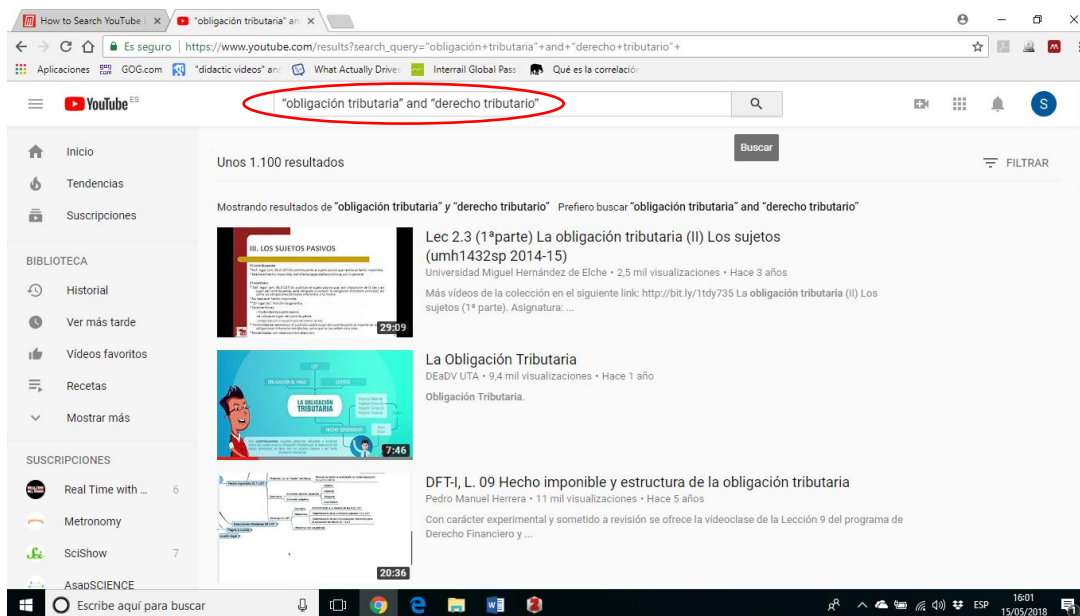 How to Search YouTube L
"obligación tributaria" an
Es seguro
https://www.youtube.com/results?search_query="obligación+tributaria"+and+"derecho+tributario"+
Aplicaciones
GOG.com
"didactic videos" anc
What Actually Drives
Interrail Global Pass
Qué es la correlación
YouTube ES
"obligación tributaria" and "derecho tributario"
S
Buscar
Inicio
Tendencias
Suscripciones
BIBLIOTECA
Historial
Ver más tarde
Vídeos favoritos
Recetas
Mostrar más
SUSCRIPCIONES
Real Time with ... 6
Metronomy
SciShow 7
AsapSCIENCE
Unos 1.100 resultados
FILTRAR
Mostrando resultados de "obligación tributaria" y "derecho tributario" Prefiero buscar "obligación tributaria" and "derecho tributario"
III. LOS SUJETOS PASIVOS
29:09
Lec 2.3 (1ªparte) La obligación tributaria (II) Los sujetos
(umh1432sp 2014-15)
Universidad Miguel Hernández de Elche • 2,5 mil visualizaciones • Hace 3 años
Más vídeos de la colección en el siguiente link: http://bit.ly/1tdy735 La obligación tributaria (II) Los
sujetos (1ª parte). Asignatura: ...
LEY
OBLIGACIÓN AL PAGO
ESTADO
LA OBLIGACIÓN
TRIBUTARIA
HECHO GENERADOR
7:46
La Obligación Tributaria
DEaDV UTA • 9,4 mil visualizaciones • Hace 1 año
Obligación Tributaria.
20:36
DFT-I, L. 09 Hecho imponible y estructura de la obligación tributaria
Pedro Manuel Herrera • 11 mil visualizaciones • Hace 5 años
Con carácter experimental y sometido a revisión se ofrece la vídeoclase de la Lección 9 del programa de
Derecho Financiero y ...
Escribe aquí para buscar
ESP
16:01
15/05/2018